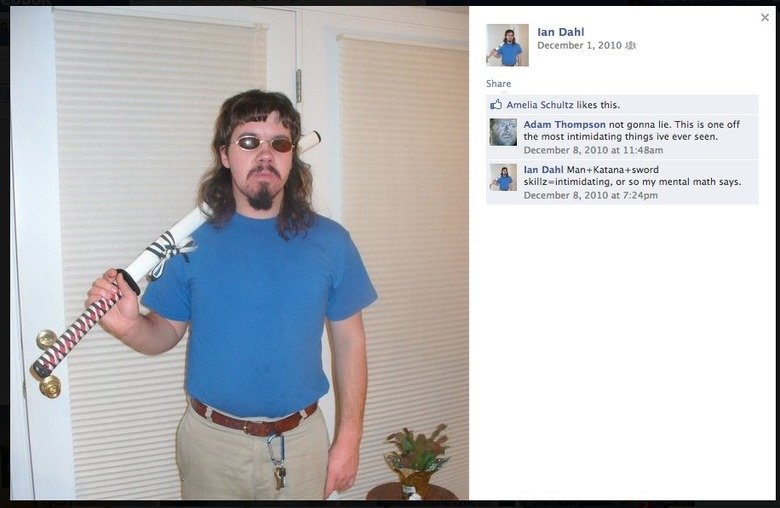 Ian Dahl
December 1, 2010
Share
Amelia Schultz likes this.
Adam Thompson not gonna lie. This is one off
the most intimidating things ive ever seen.
December 8, 2010 at 11:48am
Ian Dahl Man+Katana+sword
skillz=intimidating, or so my mental math says.
December 8, 2010 at 7:24pm